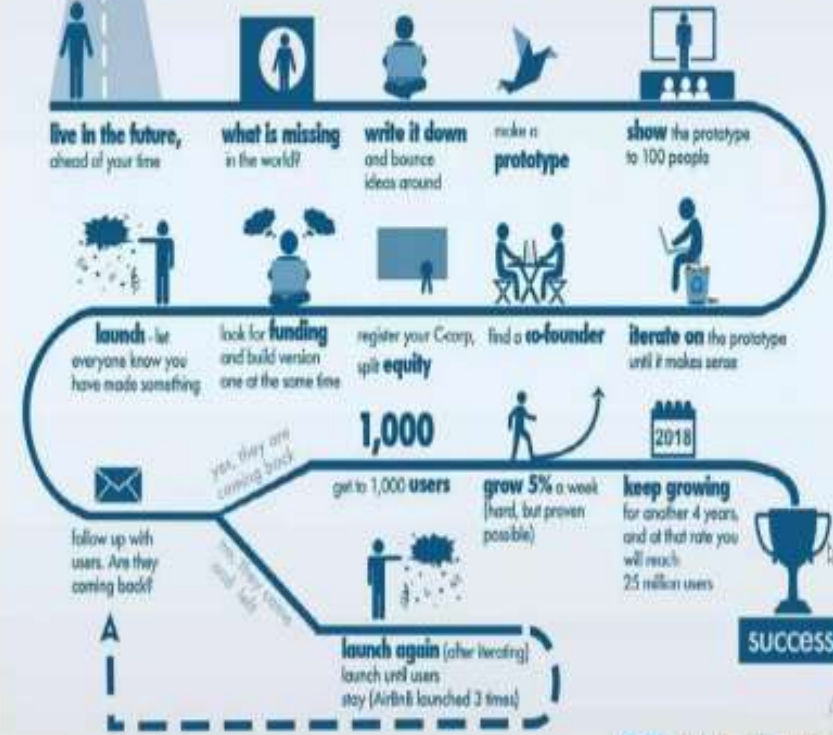 live in the future,
ahead of your time
what is missing
in the world?
write it down
and bounce
ideas around
make a
prototype
show the prototype
to 100 people
iterate on the prototype
until it makes sense
find a co-founder
register your C-corp,
split equity
look for funding
and build version
one at the same time
launch - let
everyone know you
have made something
follow up with
users. Are they
coming back?
yes, they are
coming back
1,000
get to 1,000 users
grow 5% a week
(hard, but proven
possible)
2018
keep growing
for another 4 years,
and at that rate you
will reach
25 million users
success
no, they came
and left
launch again (after iterating)
launch until users
stay (AirBnB launched 3 times)